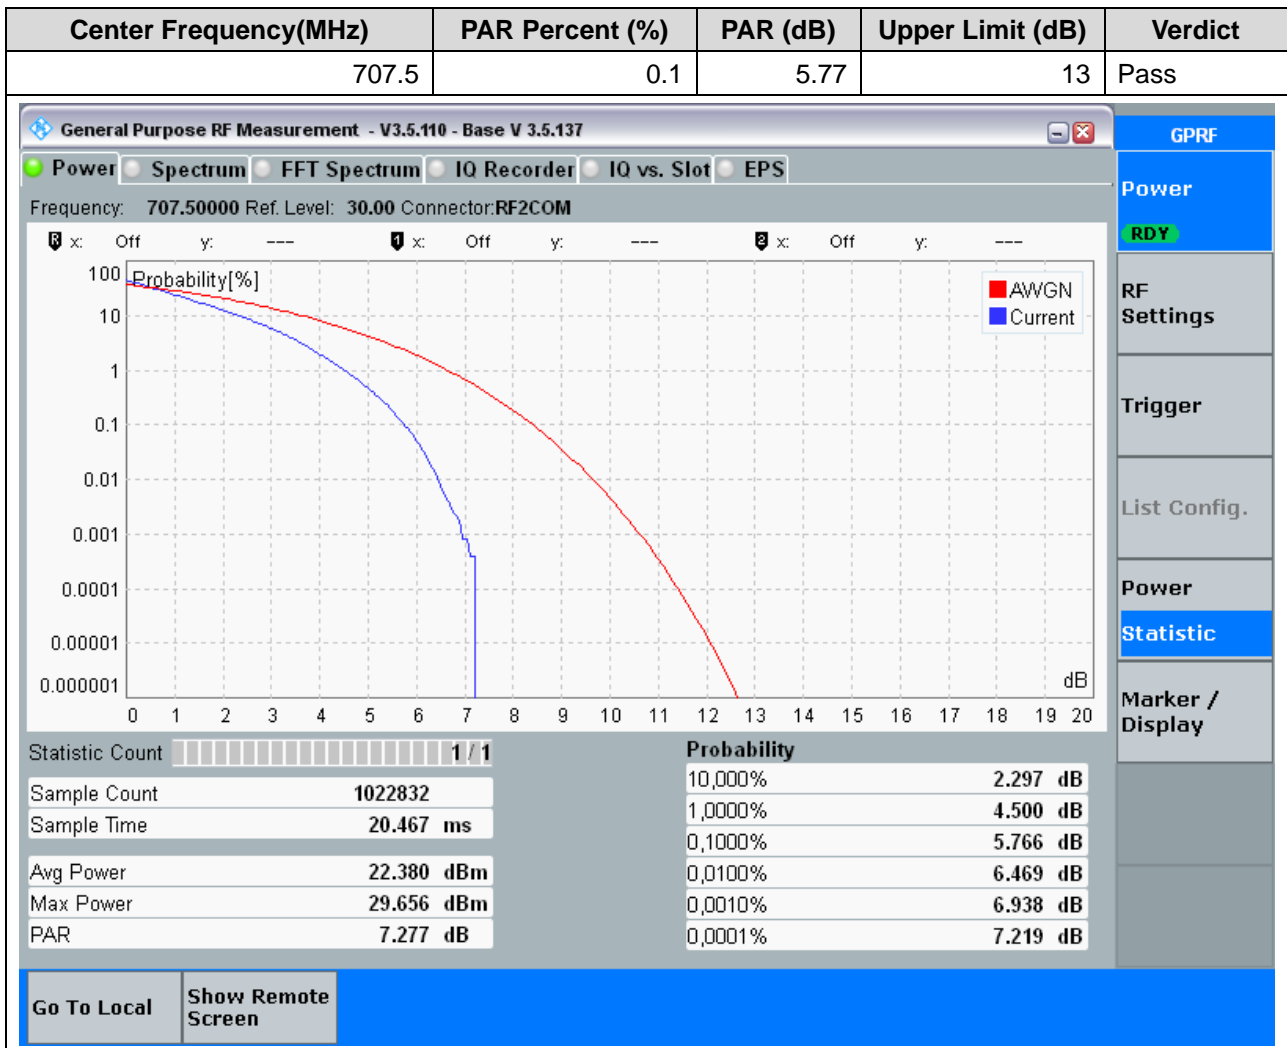 Center Frequency(MHz) PAR Percent (%) PAR (dB) Upper Limit (dB) Verdict
707.5 0.1 5.77 13 Pass
General Purpose RF Measurement - V3.5.110 - Base V 3.5.137
GPRF
Power Spectrum FFT Spectrum IQ Recorder IQ vs. Slot EPS
Frequency: 707.50000 Ref. Level: 30.00 Connector:RF2COM
R x: Off y: --- 1 x: Off y: --- 2 x: Off y: ---
Probability[%]
100
10
1
0.1
0.01
0.001
0.0001
0.00001
0.000001
AWGN
Current
dB
0 1 2 3 4 5 6 7 8 9 10 11 12 13 14 15 16 17 18 19 20
Statistic Count 1 / 1
Sample Count 1022832
Sample Time 20.467 ms
Avg Power 22.380 dBm
Max Power 29.656 dBm
PAR 7.277 dB
Probability
10,000% 2.297 dB
1,0000% 4.500 dB
0,1000% 5.766 dB
0,0100% 6.469 dB
0,0010% 6.938 dB
0,0001% 7.219 dB
Power
RDY
RF
Settings
Trigger
List Config.
Power
Statistic
Marker /
Display
Go To Local
Show Remote
Screen